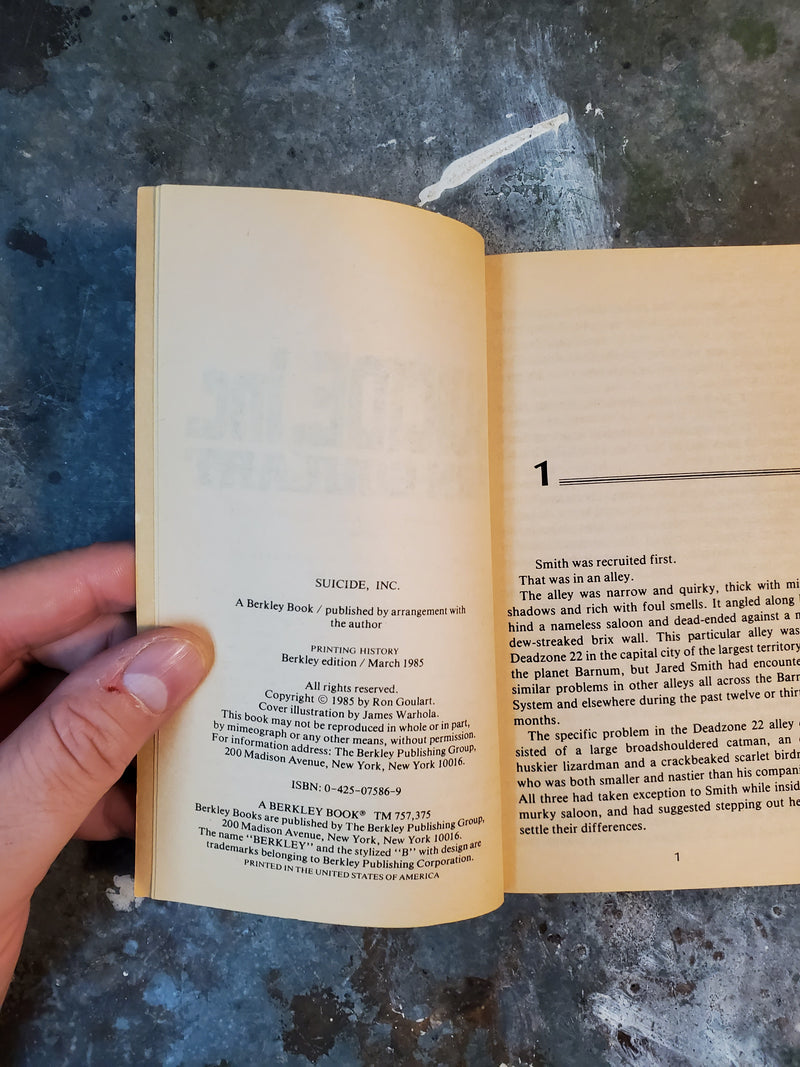 SUICIDE, INC.
A Berkley Book / published by arrangement with
the author
PRINTING HISTORY
Berkley edition / March 1985
All rights reserved.
Copyright © 1985 by Ron Goulart.
Cover illustration by James Warhola.
This book may not be reproduced in whole or in part,
by mimeograph or any other means, without permission.
For information address: The Berkley Publishing Group,
200 Madison Avenue, New York, New York 10016.
ISBN: 0-425-07586-9
A BERKLEY BOOK® TM 757,375
Berkley Books are published by The Berkley Publishing Group,
200 Madison Avenue, New York, New York 10016.
The name "BERKLEY" and the stylized "B" with design are
trademarks belonging to Berkley Publishing Corporation.
PRINTED IN THE UNITED STATES OF AMERICA
1
Smith was recruited first.
That was in an alley.
The alley was narrow and quirky, thick with
shadows and rich with foul smells. It angled along
hind a nameless saloon and dead-ended against a
dew-streaked brix wall. This particular alley was
Deadzone 22 in the capital city of the largest territory
the planet Barnum, but Jared Smith had
similar problems in other alleys all across the
System and elsewhere during the past twelve or
months.
The specific problem in the Deadzone 22 alley
sisted of a large broadshouldered catman, an
huskier lizardman and a crackbeaked scarlet
who was both smaller and nastier than his
All three had taken exception to Smith while
murky saloon, and had suggested stepping out
settle their differences.
1